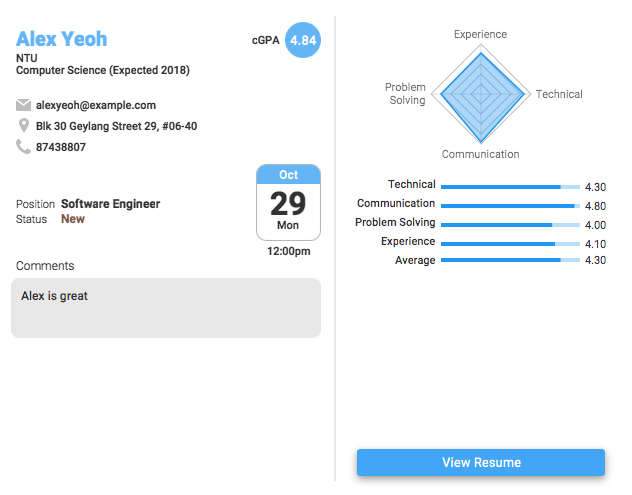 Alex Yeoh
cGPA 4.84
NTU
Computer Science (Expected 2018)
alexyeoh@example.com
Blk 30 Geylang Street 29, #06-40
87438807
Position Software Engineer
Status New
Oct
29
Mon
12:00pm
Comments
Alex is great
Experience
Problem
Solving
Technical
Communication
Technical 4.30
Communication 4.80
Problem Solving 4.00
Experience 4.10
Average 4.30
View Resume